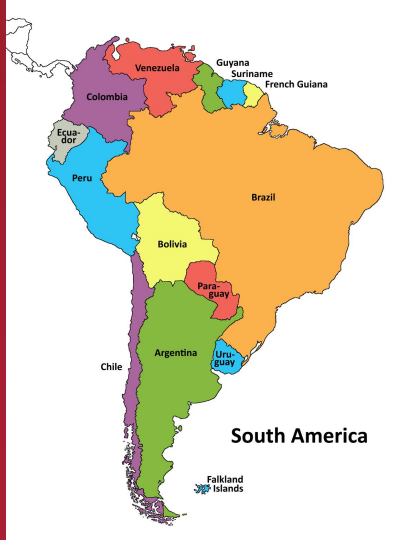 Guyana
Venezuela
Suriname
French Guiana
Colombia
Ecua-
dor
Peru
Brazil
Bolivia
Para-
guay
Argentina
Uru-
guay
Chile
South America
Falkland
Islands